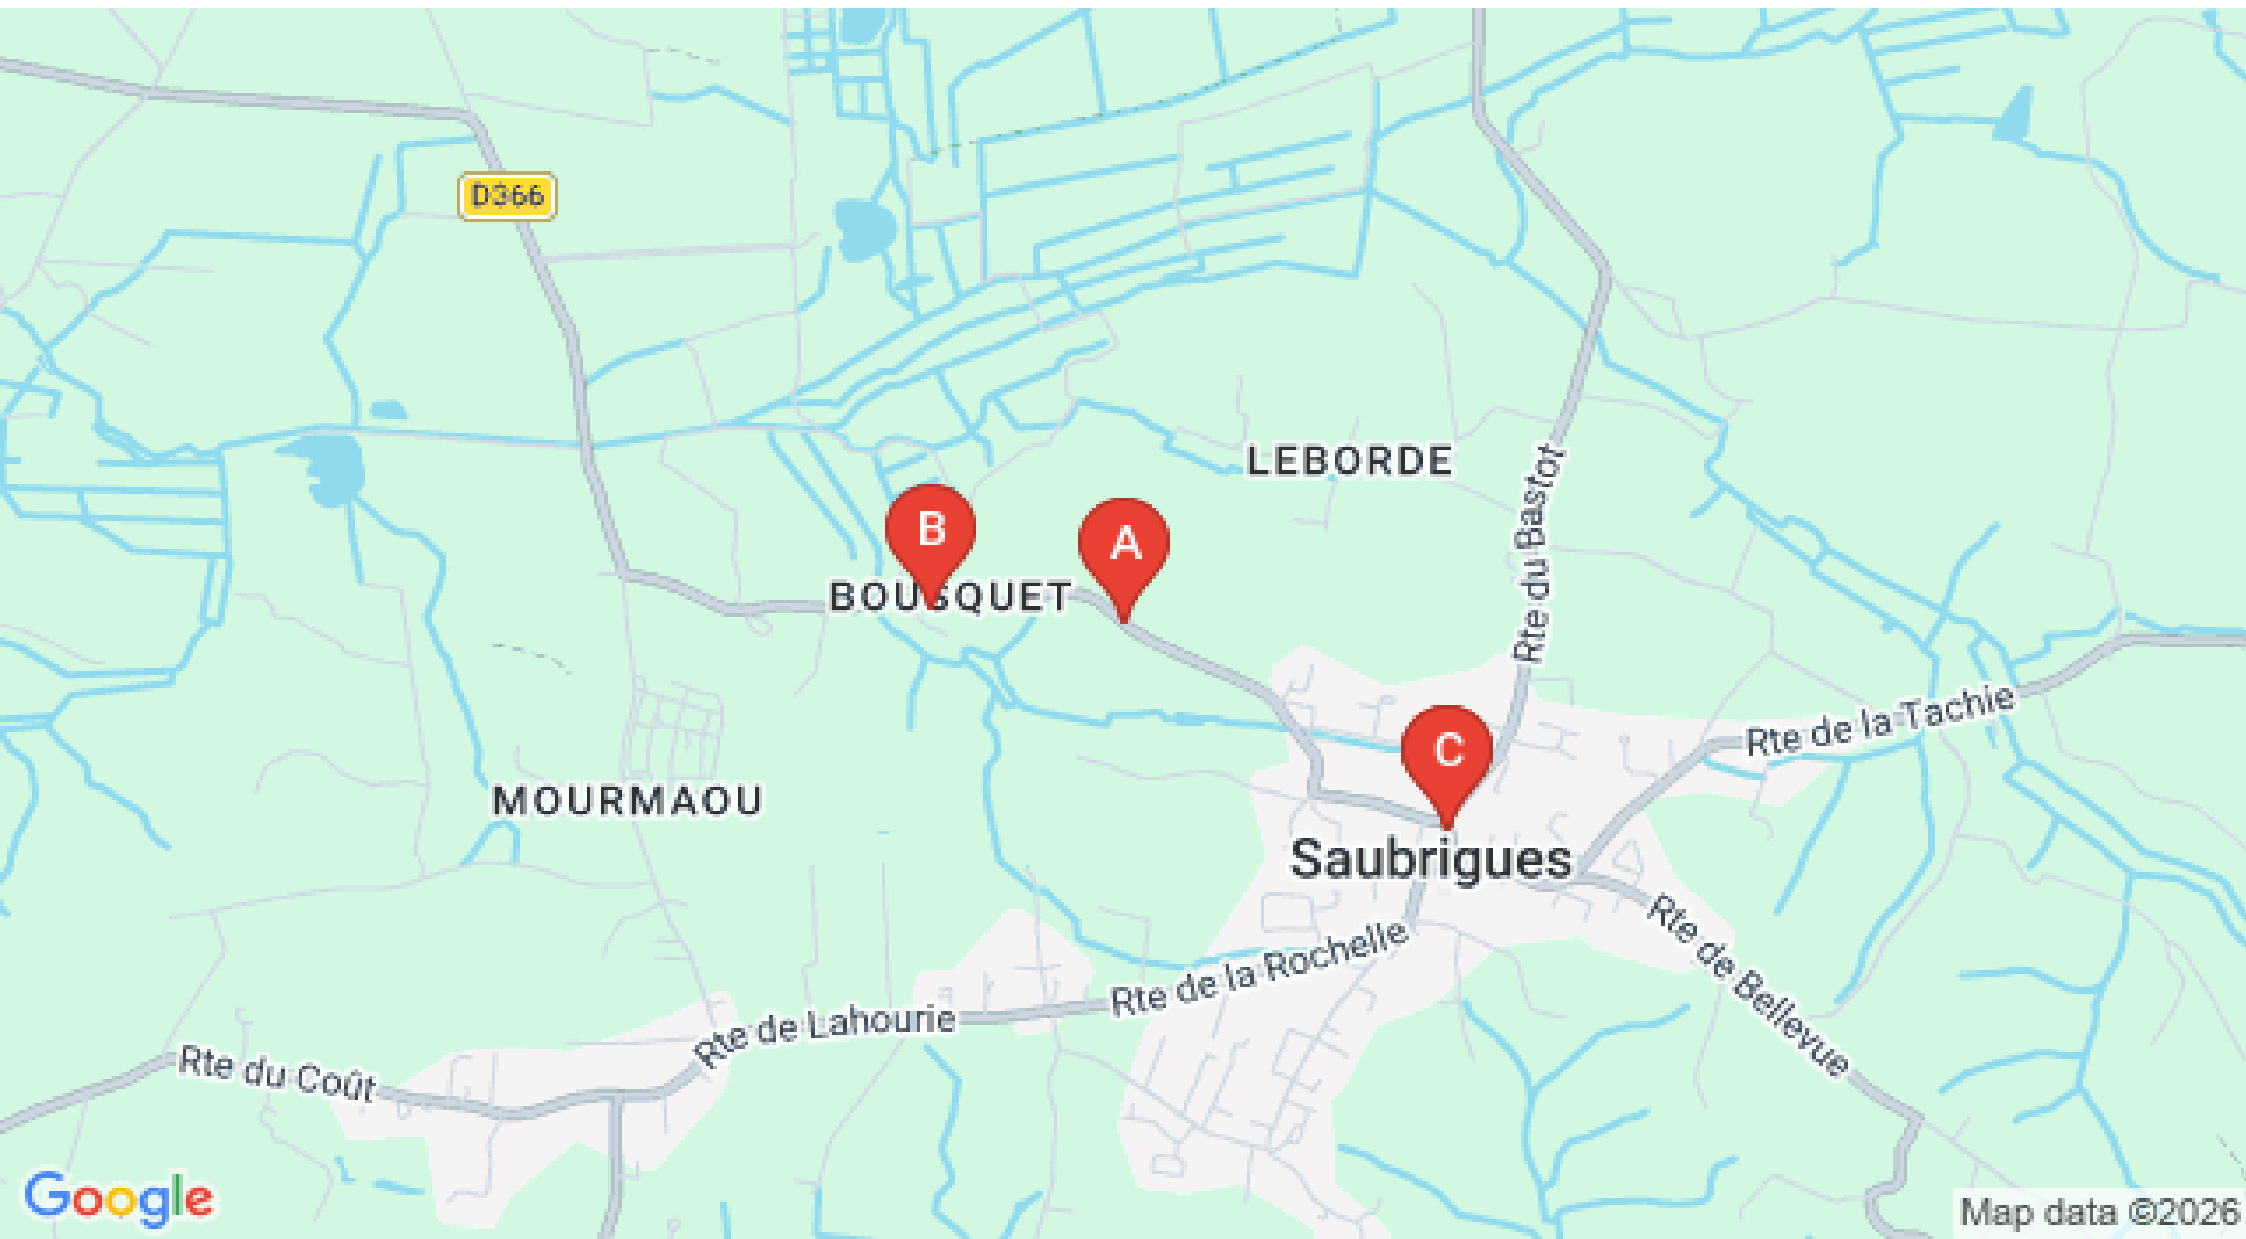 D366
LEBORDE
Rte du Bastot
B
A
BOUSQUET
Rte de la Tachie
C
MOURMAOU
Saubrigues
Rte de Bellevue
Rte de la Rochelle
Rte de Lahourie
Rte du Coût
Google
Map data ©2026